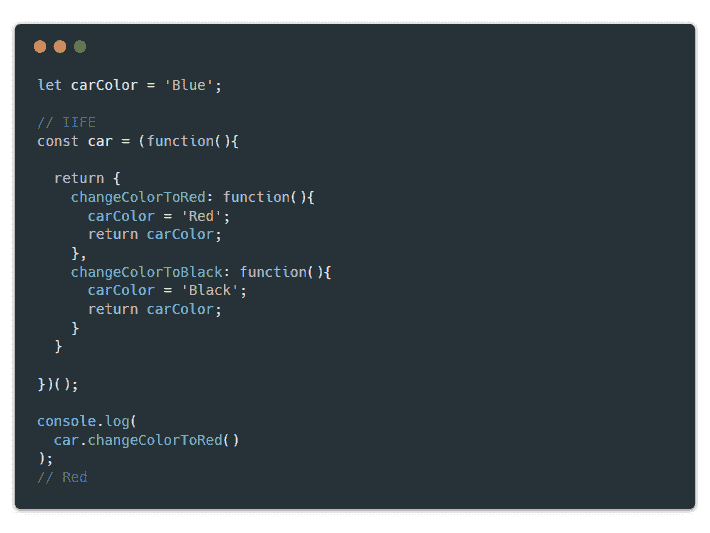 let carColor = 'Blue';
// IIFE
const car = (function(){
return {
changeColorToRed: function(){
carColor = 'Red';
return carColor;
},
changeColorToBlack: function(){
carColor = 'Black';
return carColor;
}
}
})();
console.log(
car.changeColorToRed()
);
// Red